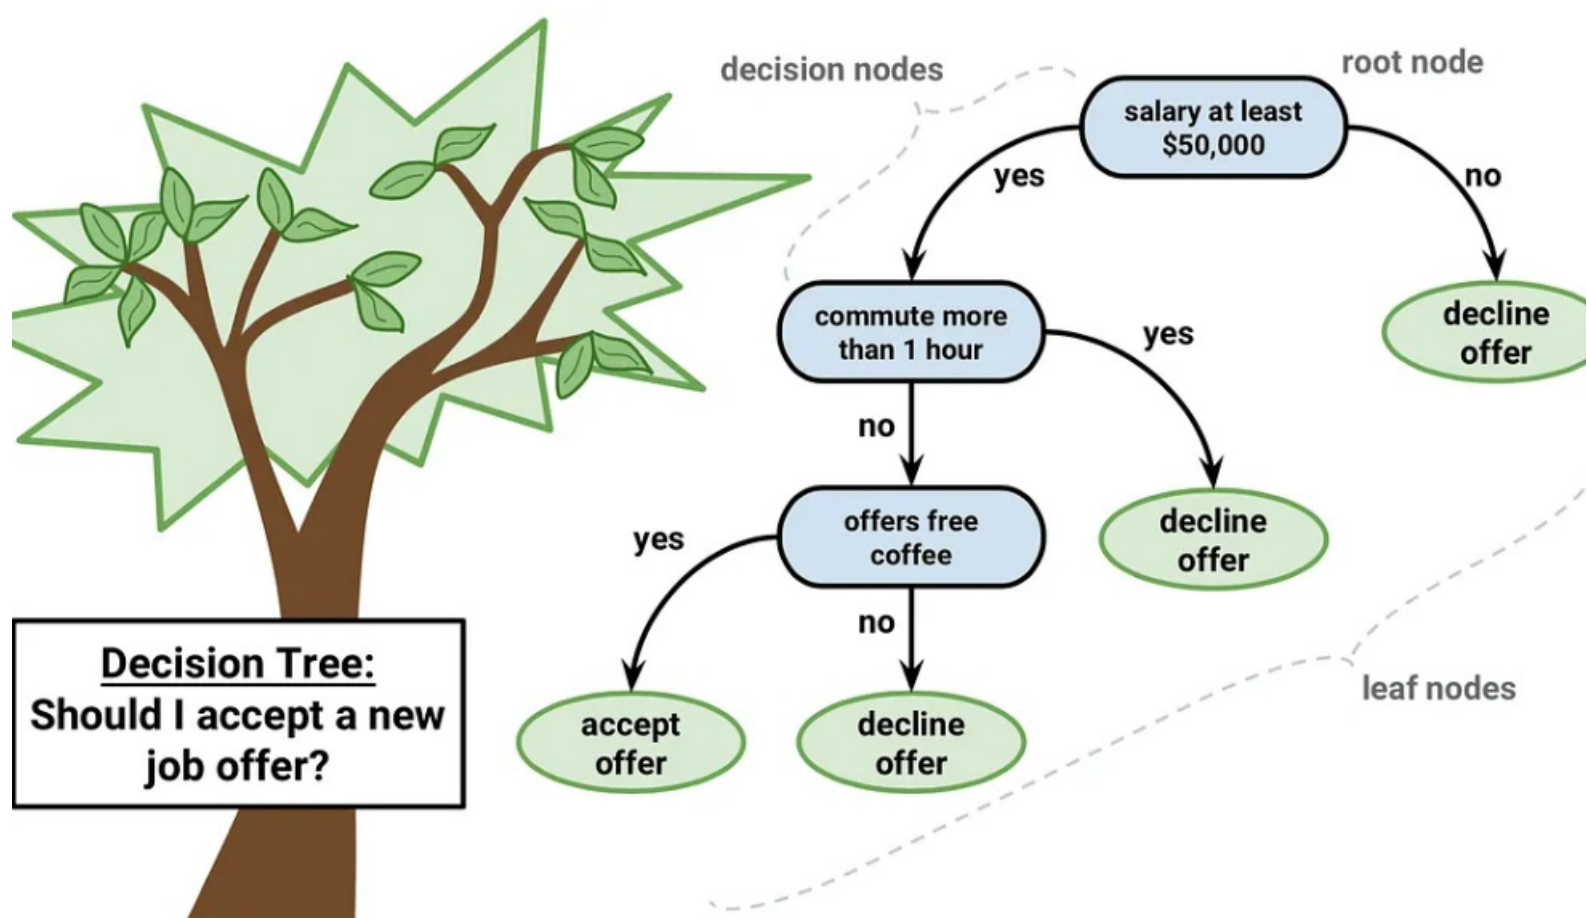 decision nodes
root node
salary at least
$50,000
yes
no
commute more
than 1 hour
yes
decline
offer
no
offers free
coffee
decline
offer
yes
no
accept
offer
decline
offer
leaf nodes
Decision Tree:
Should I accept a new
job offer?